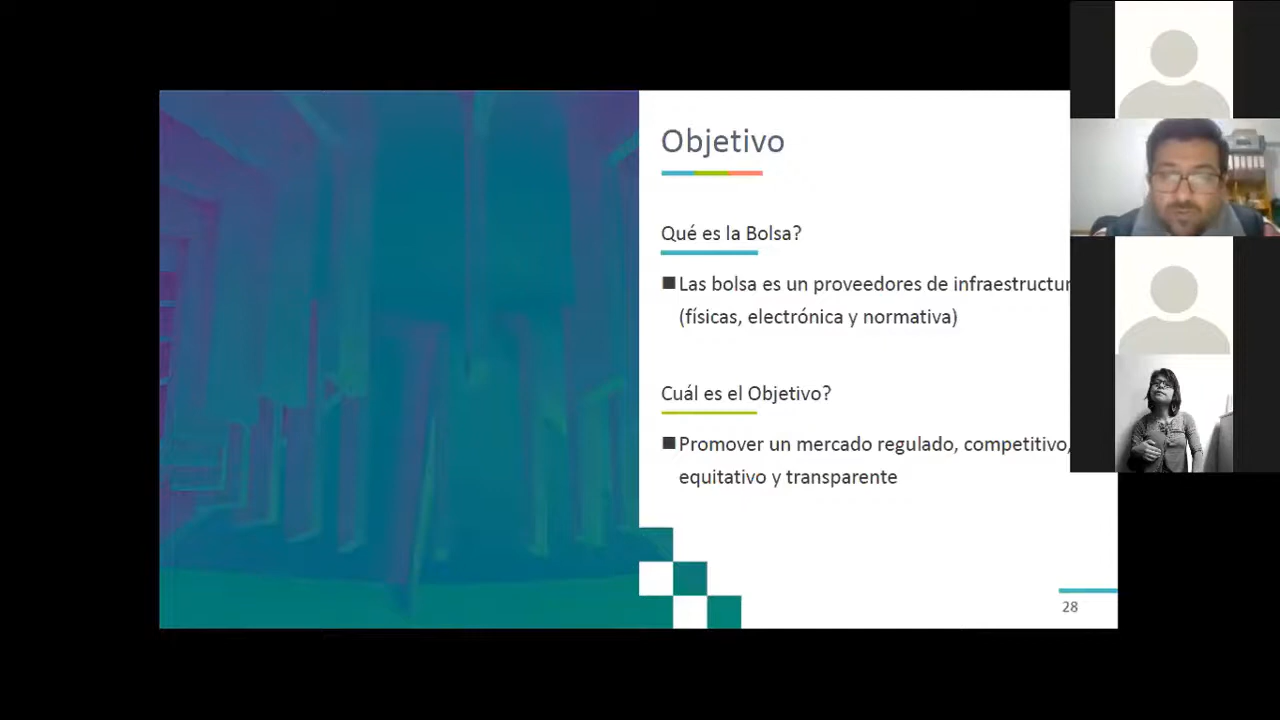 Objetivo
Qué es la Bolsa?
Las bolsa es un proveedores de infraestructur
(físicas, electrónica y normativa)
Cuál es el Objetivo?
Promover un mercado regulado, competitivo,
equitativo y transparente
28